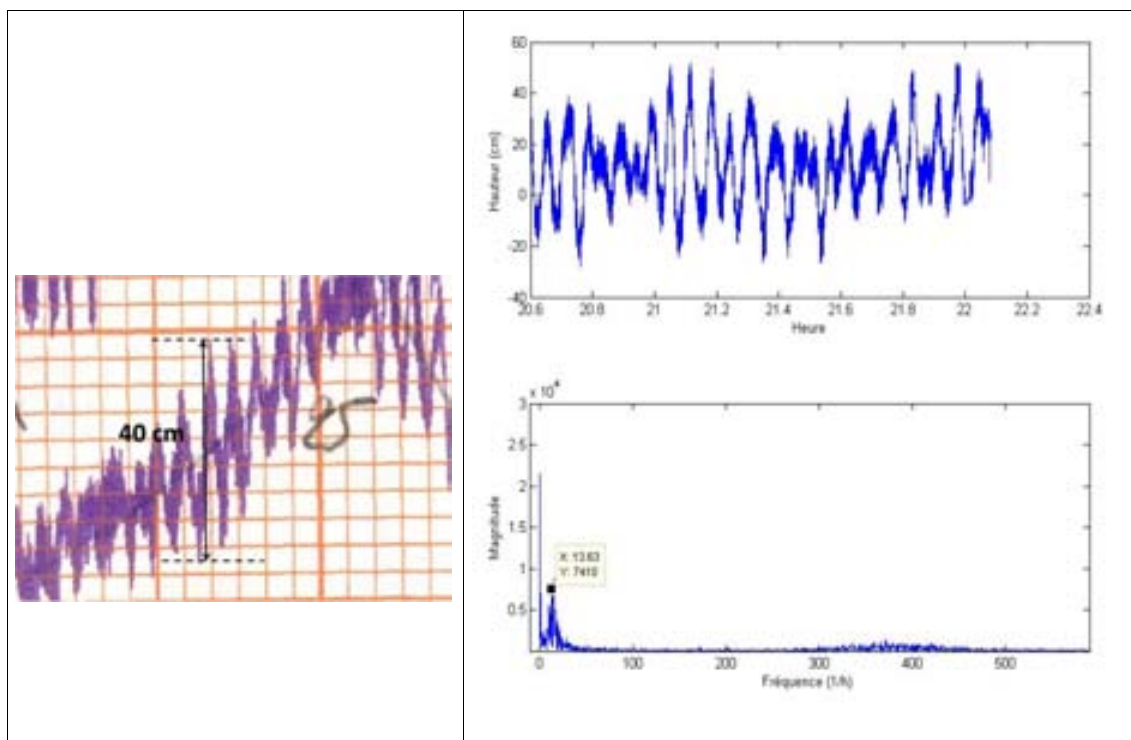 40 cm
25
60
40
20
0
-20
-40
Hauteur (cm)
20.6 20.8 21 21.2 21.4 21.6 21.8 22 22.2 22.4
Heure
x 10⁴
3
2.5
2
1.5
1
0.5
Magnitude
X: 13.63
Y: 7410
0 100 200 300 400 500
Fréquence (1/h)